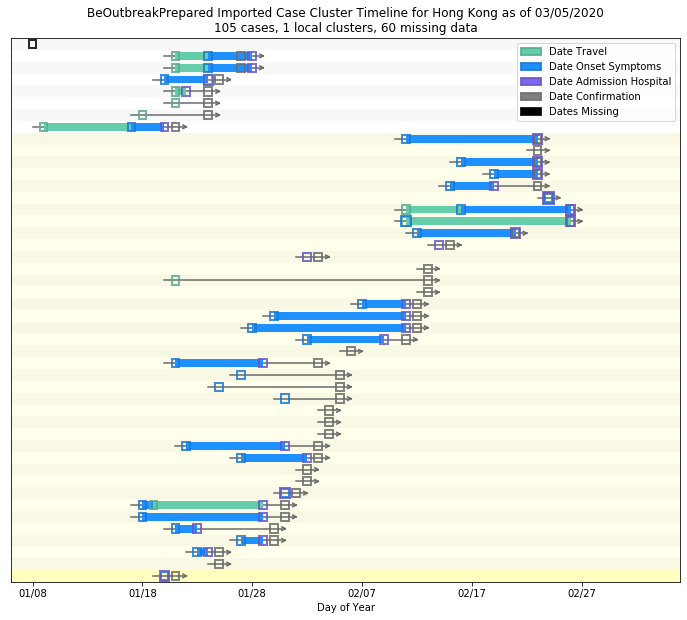 BeOutbreakPrepared Imported Case Cluster Timeline for Hong Kong as of 03/05/2020
105 cases, 1 local clusters, 60 missing data
Date Travel
Date Onset Symptoms
Date Admission Hospital
Date Confirmation
Dates Missing
01/08 01/18 01/28 02/07 02/17 02/27
Day of Year